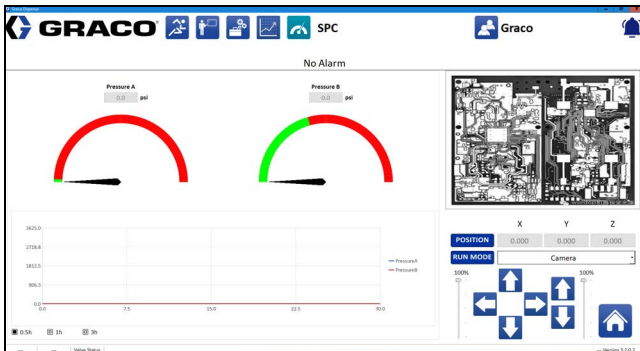 Graco Dispense
GRACO SPC Graco
No Alarm
Pressure A
0.0 psi
Pressure B
0.0 psi
X Y Z
POSITION 0.000 0.000 0.000
RUN MODE Camera
100% 100%
3625.0
2718.8
1812.5
906.3
0.0
0.0 7.5 15.0 22.5 30.0
PressureA
PressureB
0.5h 1h 3h
Valve Status